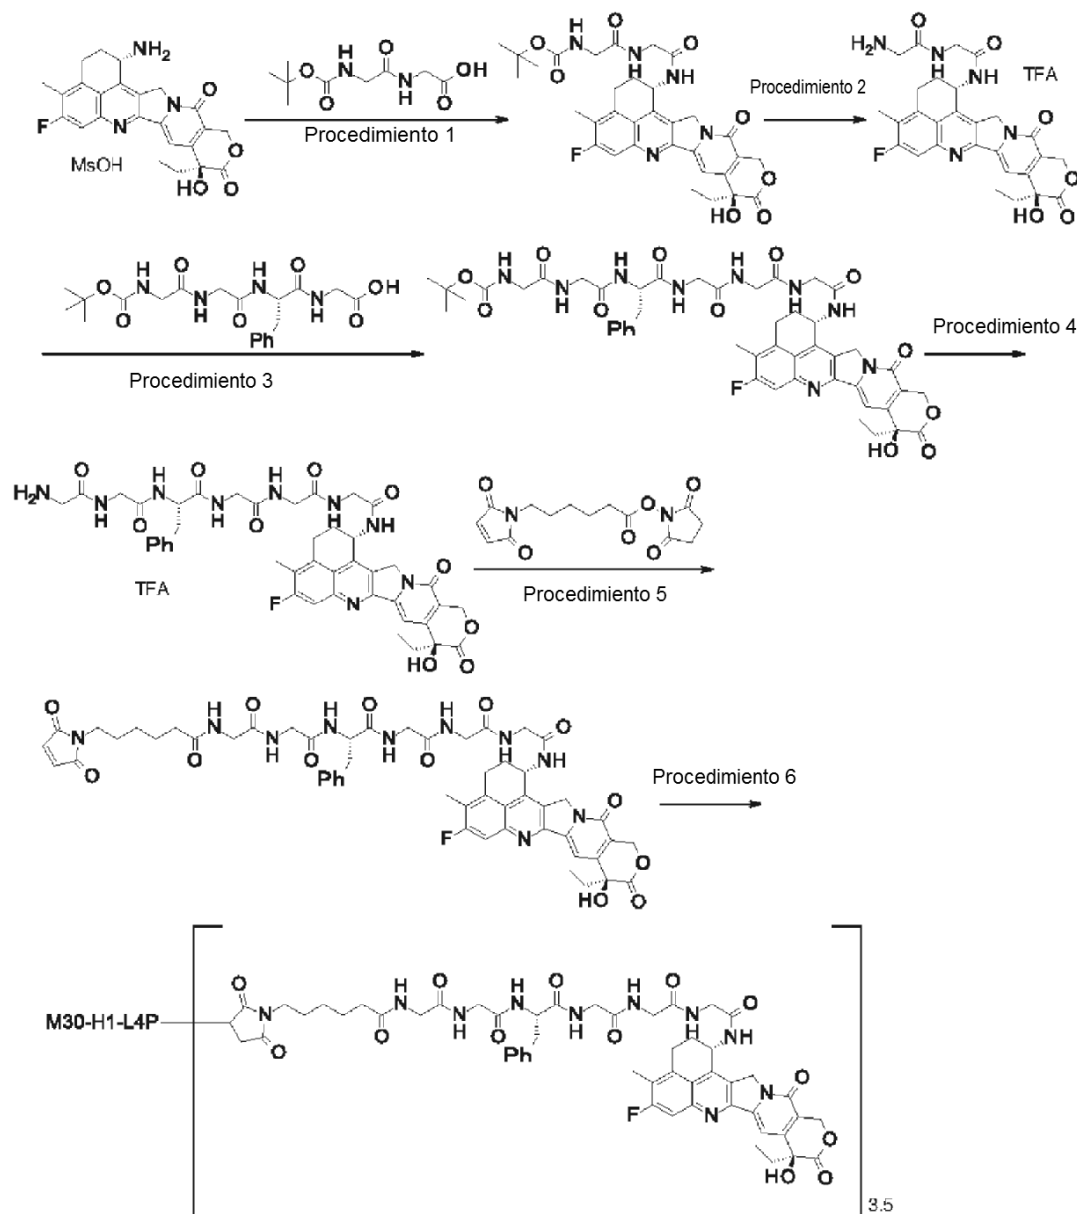 MsOH
Procedimiento 1
Procedimiento 2
TFA
Procedimiento 3
Procedimiento 4
TFA
Procedimiento 5
Procedimiento 6
M30-H1-L4P
3.5